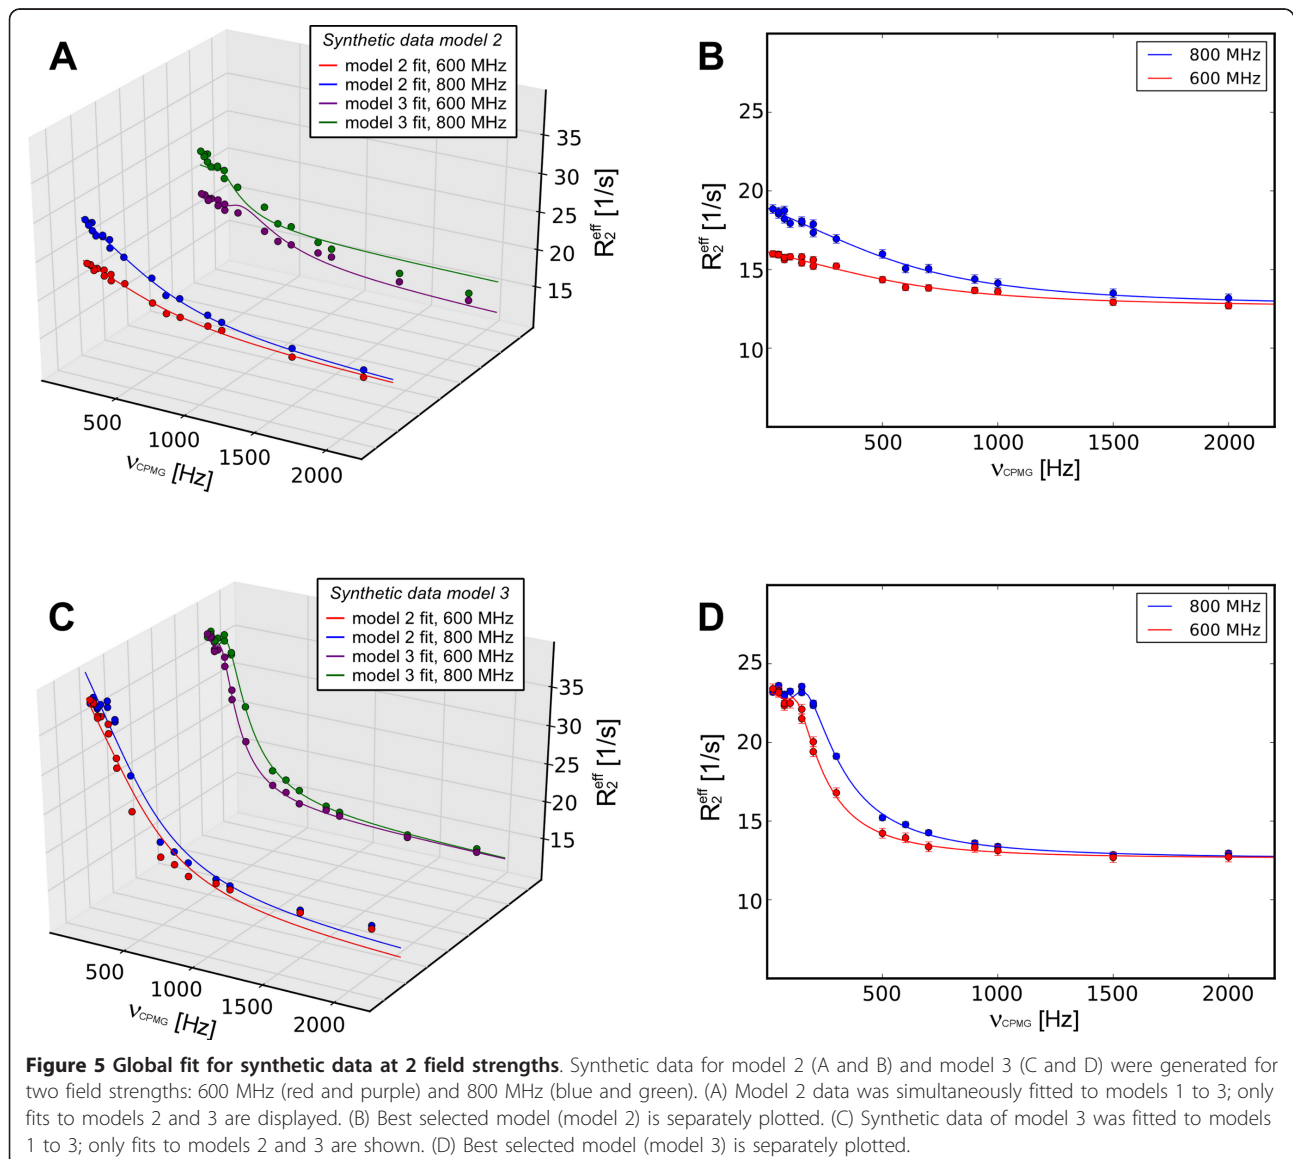 A
Synthetic data model 2
model 2 fit, 600 MHz
model 2 fit, 800 MHz
model 3 fit, 600 MHz
model 3 fit, 800 MHz
35
30
25
20
15
R2eff [1/s]
500
1000
1500
2000
νCPMG [Hz]
B
800 MHz
600 MHz
25
20
15
10
R2eff [1/s]
500
1000
1500
2000
νCPMG [Hz]
C
Synthetic data model 3
model 2 fit, 600 MHz
model 2 fit, 800 MHz
model 3 fit, 600 MHz
model 3 fit, 800 MHz
35
30
25
20
15
R2eff [1/s]
500
1000
1500
2000
νCPMG [Hz]
D
800 MHz
600 MHz
25
20
15
10
R2eff [1/s]
500
1000
1500
2000
νCPMG [Hz]
Figure 5 Global fit for synthetic data at 2 field strengths. Synthetic data for model 2 (A and B) and model 3 (C and D) were generated for
two field strengths: 600 MHz (red and purple) and 800 MHz (blue and green). (A) Model 2 data was simultaneously fitted to models 1 to 3; only
fits to models 2 and 3 are displayed. (B) Best selected model (model 2) is separately plotted. (C) Synthetic data of model 3 was fitted to models
1 to 3; only fits to models 2 and 3 are shown. (D) Best selected model (model 3) is separately plotted.